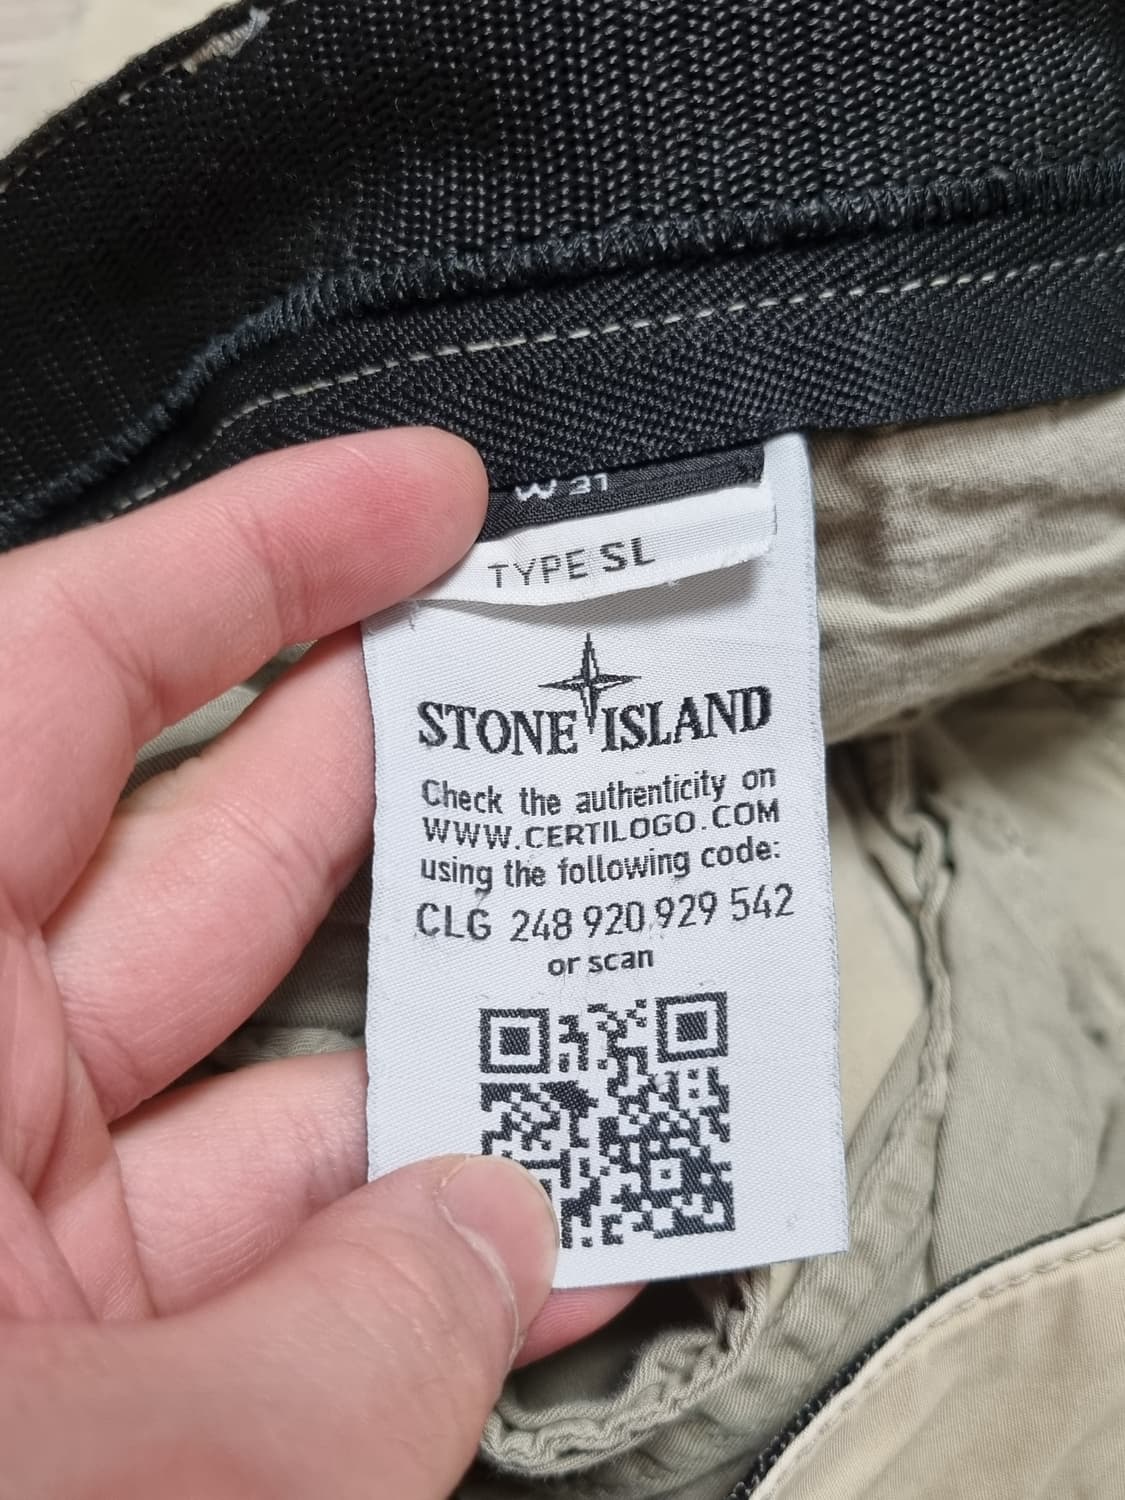 W 31
TYPE SL
STONE ISLAND
Check the authenticity on
WWW.CERTILOGO.COM
using the following code:
CLG 248 920 929 542
or scan